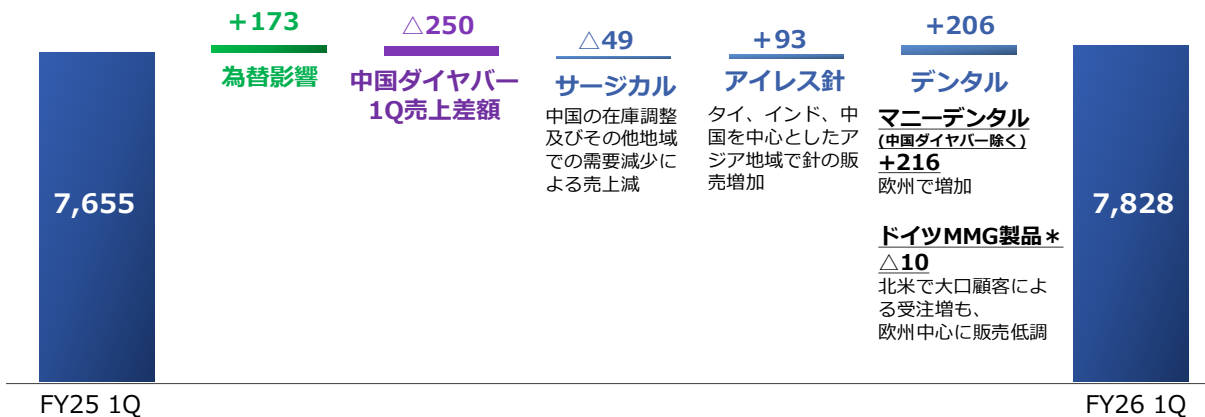 +173
為替影響
△250
中国ダイヤバー
1Q売上差額
△49
サージカル
中国の在庫調整
及びその他地域
での需要減少に
よる売上減
+93
アイレス針
タイ、インド、中
国を中心としたア
ジア地域で針の販
売増加
+206
デンタル
マニーデンタル
(中国ダイヤバー除く)
+216
欧州で増加
ドイツMMG製品＊
△10
北米で大口顧客によ
る受注増も、
欧州中心に販売低調
7,655
7,828
FY25 1Q
FY26 1Q